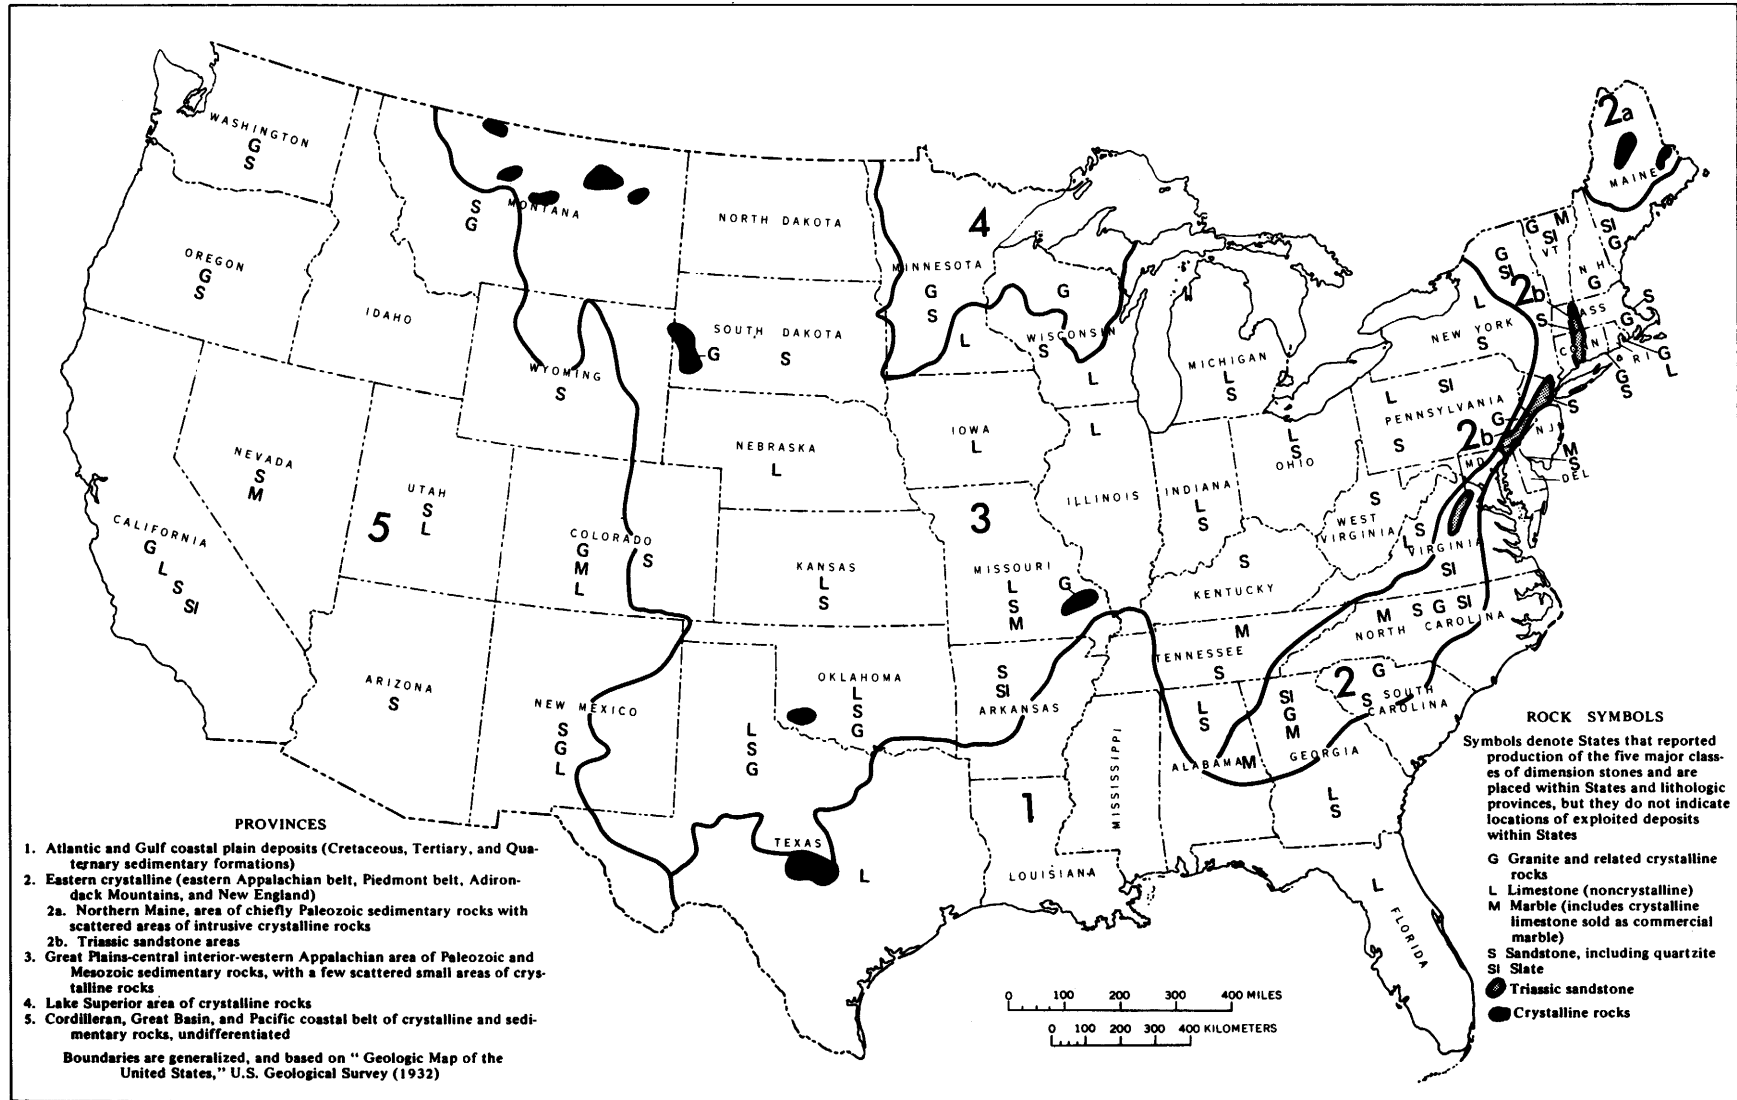 2a
MAINE
WASHINGTON
G
S
S
G
MONTANA
NORTH DAKOTA
4
MINNESOTA
G
S
L
G
WISCONSIN
S
L
OREGON
G
S
IDAHO
WYOMING
S
SOUTH DAKOTA
G
S
MICHIGAN
L
S
G
SI
2b
L
NEW YORK
S
G
SI
M
VT
SI
G
N H
G
MASS
S
S
G
CONN
R I
G
L
G
S
NEVADA
S
M
UTAH
S
L
5
CALIFORNIA
G
L
S
SI
COLORADO
G
M
L
S
NEBRASKA
L
IOWA
L
L
ILLINOIS
INDIANA
L
S
L
S
OHIO
L
SI
PENNSYLVANIA
S
G
2b
S
NJ
M
S
DEL
MD
3
KANSAS
L
S
MISSOURI
L
S
M
G
S
KENTUCKY
S
WEST
VIRGINIA
L
S
VIRGINIA
SI
ARIZONA
S
NEW MEXICO
S
G
L
OKLAHOMA
L
S
G
L
S
G
TEXAS
L
S
SI
ARKANSAS
M
TENNESSEE
S
M
S
G
SI
NORTH CAROLINA
2
G
S
SOUTH
CAROLINA
1
LOUISIANA
MISSISSIPPI
L
S
ALABAMA
M
SI
G
M
GEORGIA
L
S
L
FLORIDA
PROVINCES
1. Atlantic and Gulf coastal plain deposits (Cretaceous, Tertiary, and Qua-
ternary sedimentary formations)
2. Eastern crystalline (eastern Appalachian belt, Piedmont belt, Adiron-
dack Mountains, and New England)
2a. Northern Maine, area of chiefly Paleozoic sedimentary rocks with
scattered areas of intrusive crystalline rocks
2b. Triassic sandstone areas
3. Great Plains-central interior-western Appalachian area of Paleozoic and
Mesozoic sedimentary rocks, with a few scattered small areas of crys-
talline rocks
4. Lake Superior area of crystalline rocks
5. Cordilleran, Great Basin, and Pacific coastal belt of crystalline and sedi-
mentary rocks, undifferentiated
Boundaries are generalized, and based on " Geologic Map of the
United States," U.S. Geological Survey (1932)
0 100 200 300 400 MILES
0 100 200 300 400 KILOMETERS
ROCK SYMBOLS
Symbols denote States that reported
production of the five major class-
es of dimension stones and are
placed within States and lithologic
provinces, but they do not indicate
locations of exploited deposits
within States
G Granite and related crystalline
rocks
L Limestone (noncrystalline)
M Marble (includes crystalline
limestone sold as commercial
marble)
S Sandstone, including quartzite
SI Slate
Triassic sandstone
Crystalline rocks